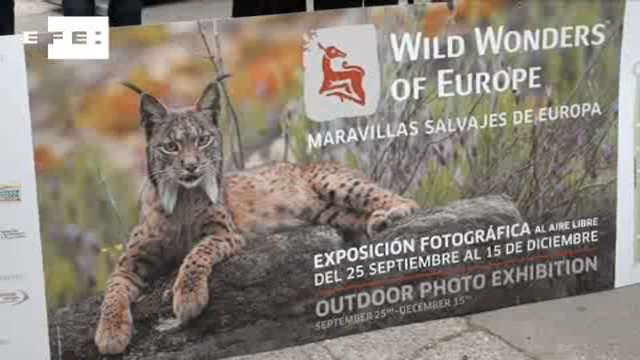 EFE:
WILD WONDERS
OF EUROPE
MARAVILLAS SALVAJES DE EUROPA
EXPOSICIÓN FOTOGRÁFICA AL AIRE LIBRE
DEL 25 SEPTIEMBRE AL 15 DE DICIEMBRE
OUTDOOR PHOTO EXHIBITION
SEPTEMBER 25TH-DECEMBER 15TH